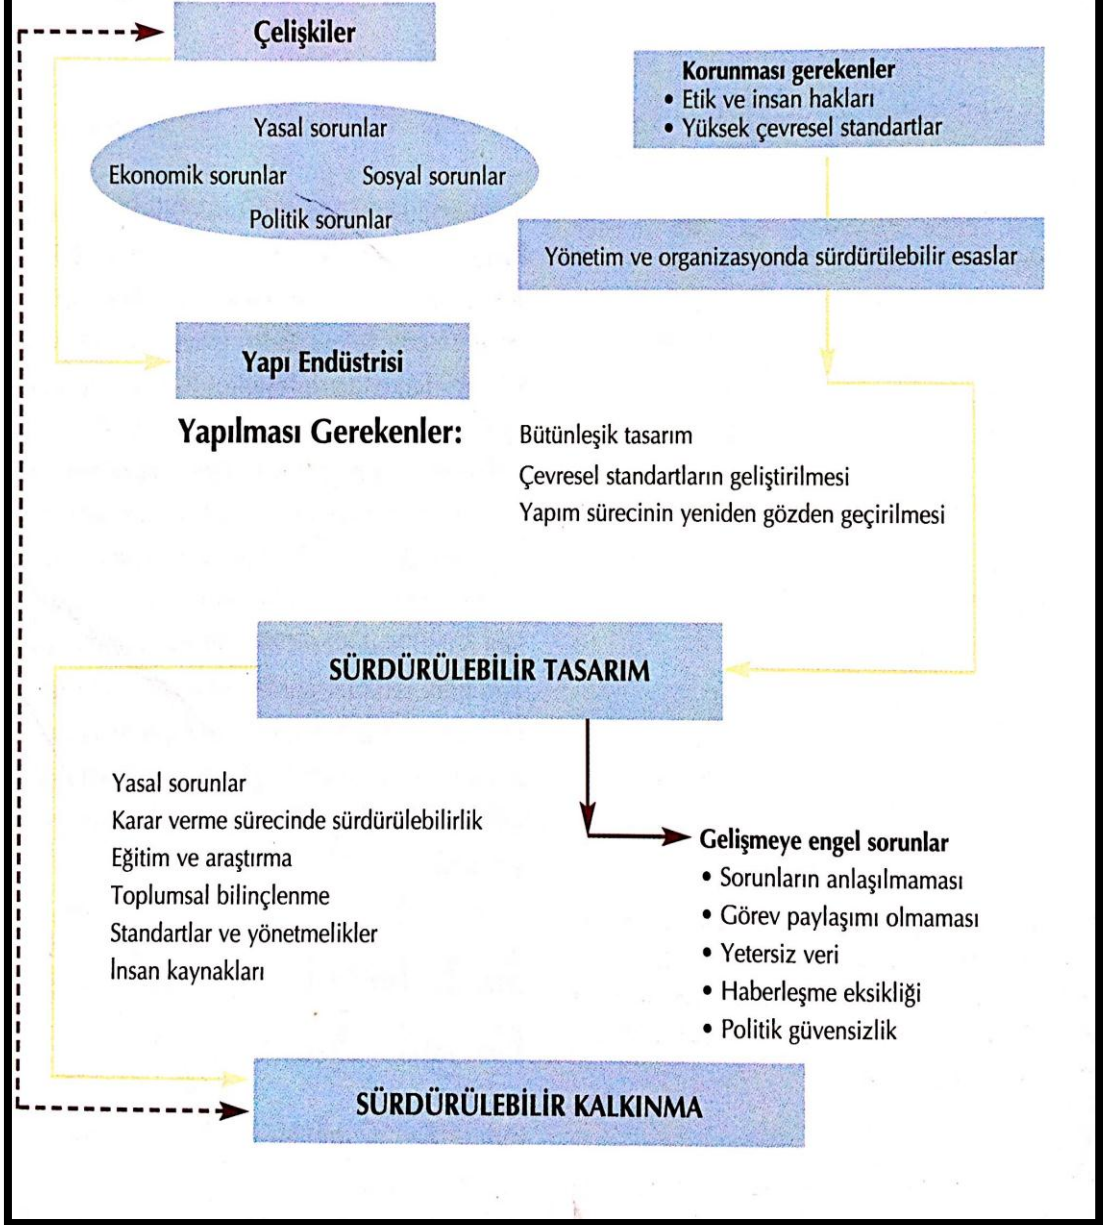 Çelişkiler
Korunması gerekenler
• Etik ve insan hakları
• Yüksek çevresel standartlar
Yasal sorunlar
Ekonomik sorunlar
Sosyal sorunlar
Politik sorunlar
Yönetim ve organizasyonda sürdürülebilir esaslar
Yapı Endüstrisi
Yapılması Gerekenler:
Bütünleşik tasarım
Çevresel standartların geliştirilmesi
Yapım sürecinin yeniden gözden geçirilmesi
SÜRDÜRÜLEBİLİR TASARIM
Yasal sorunlar
Karar verme sürecinde sürdürülebilirlik
Eğitim ve araştırma
Toplumsal bilinçlenme
Standartlar ve yönetmelikler
İnsan kaynakları
Gelişmeye engel sorunlar
• Sorunların anlaşılmaması
• Görev paylaşımı olmaması
• Yetersiz veri
• Haberleşme eksikliği
• Politik güvensizlik
SÜRDÜRÜLEBİLİR KALKINMA